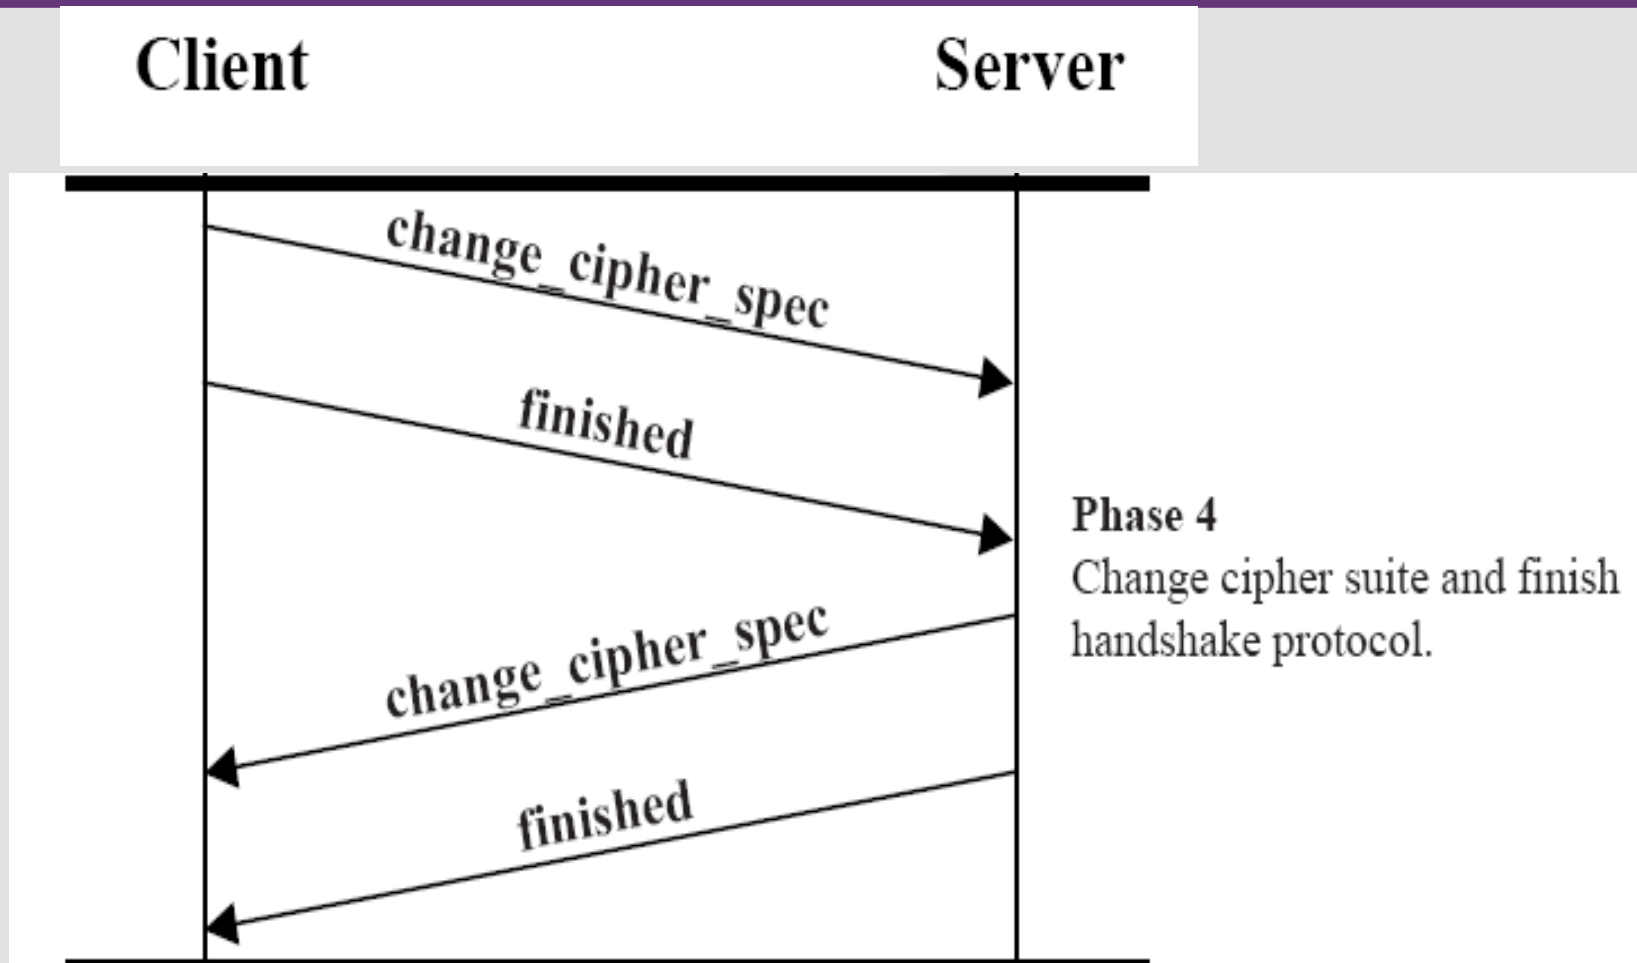 Client
Server
change_cipher_spec
finished
Phase 4
Change cipher suite and finish
handshake protocol.
change_cipher_spec
finished